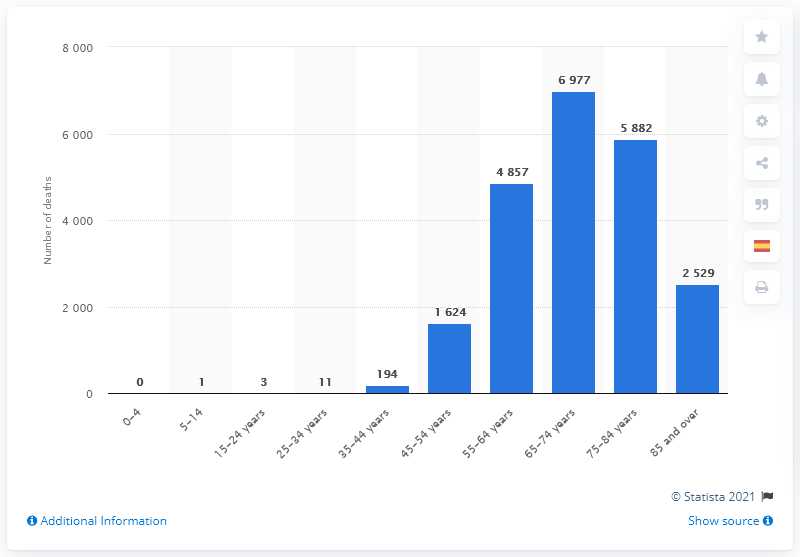 8 000
6 000
4 000
2 000
0
Number of deaths
0
1
3
11
194
1 624
4 857
6 977
5 882
2 529
0–4
5–14
15–24 years
25–34 years
35–44 years
45–54 years
55–64 years
65–74 years
75–84 years
85 and over
© Statista 2021
Additional Information
Show source